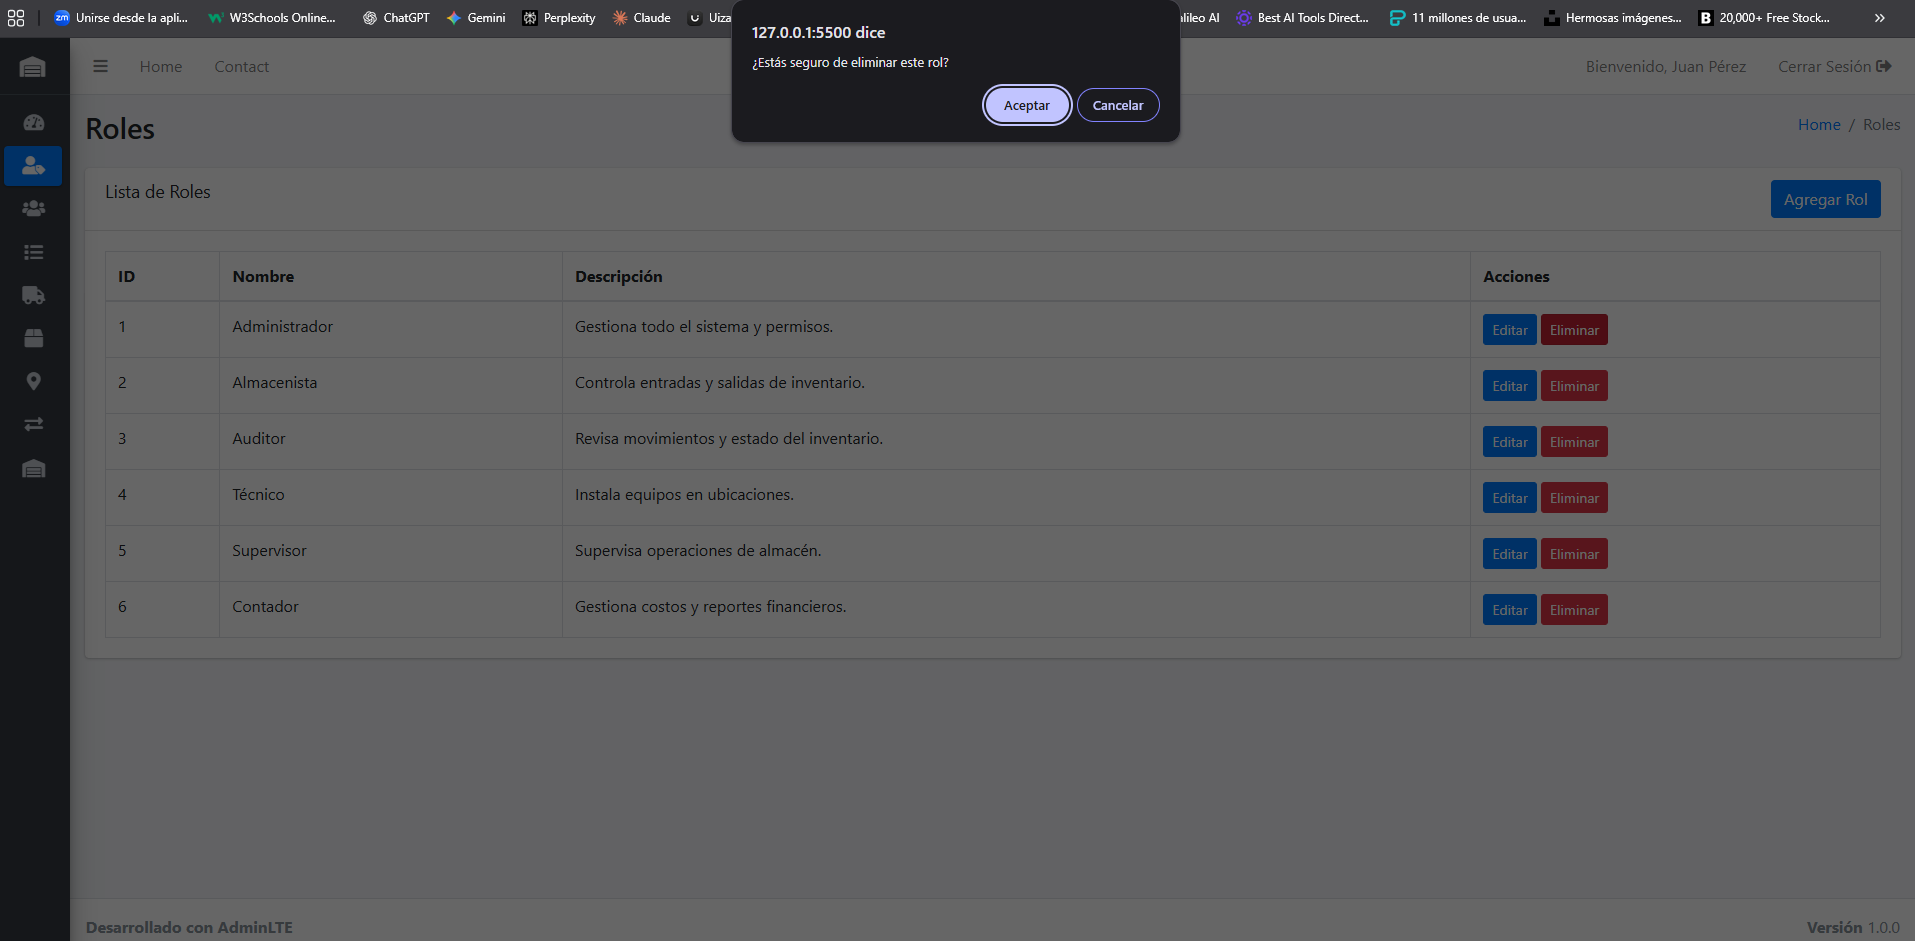 Unirse desde la apli... W3Schools Online... ChatGPT Gemini Perplexity Claude Uiza alileo AI Best AI Tools Direct... 11 millones de usua... Hermosas imágenes... 20,000+ Free Stock... »
127.0.0.1:5500 dice
¿Estás seguro de eliminar este rol?
Aceptar Cancelar
Home Contact Bienvenido, Juan Pérez Cerrar Sesión
Roles Home / Roles
Lista de Roles Agregar Rol
ID Nombre Descripción Acciones
1 Administrador Gestiona todo el sistema y permisos. Editar Eliminar
2 Almacenista Controla entradas y salidas de inventario. Editar Eliminar
3 Auditor Revisa movimientos y estado del inventario. Editar Eliminar
4 Técnico Instala equipos en ubicaciones. Editar Eliminar
5 Supervisor Supervisa operaciones de almacén. Editar Eliminar
6 Contador Gestiona costos y reportes financieros. Editar Eliminar
Desarrollado con AdminLTE Versión 1.0.0